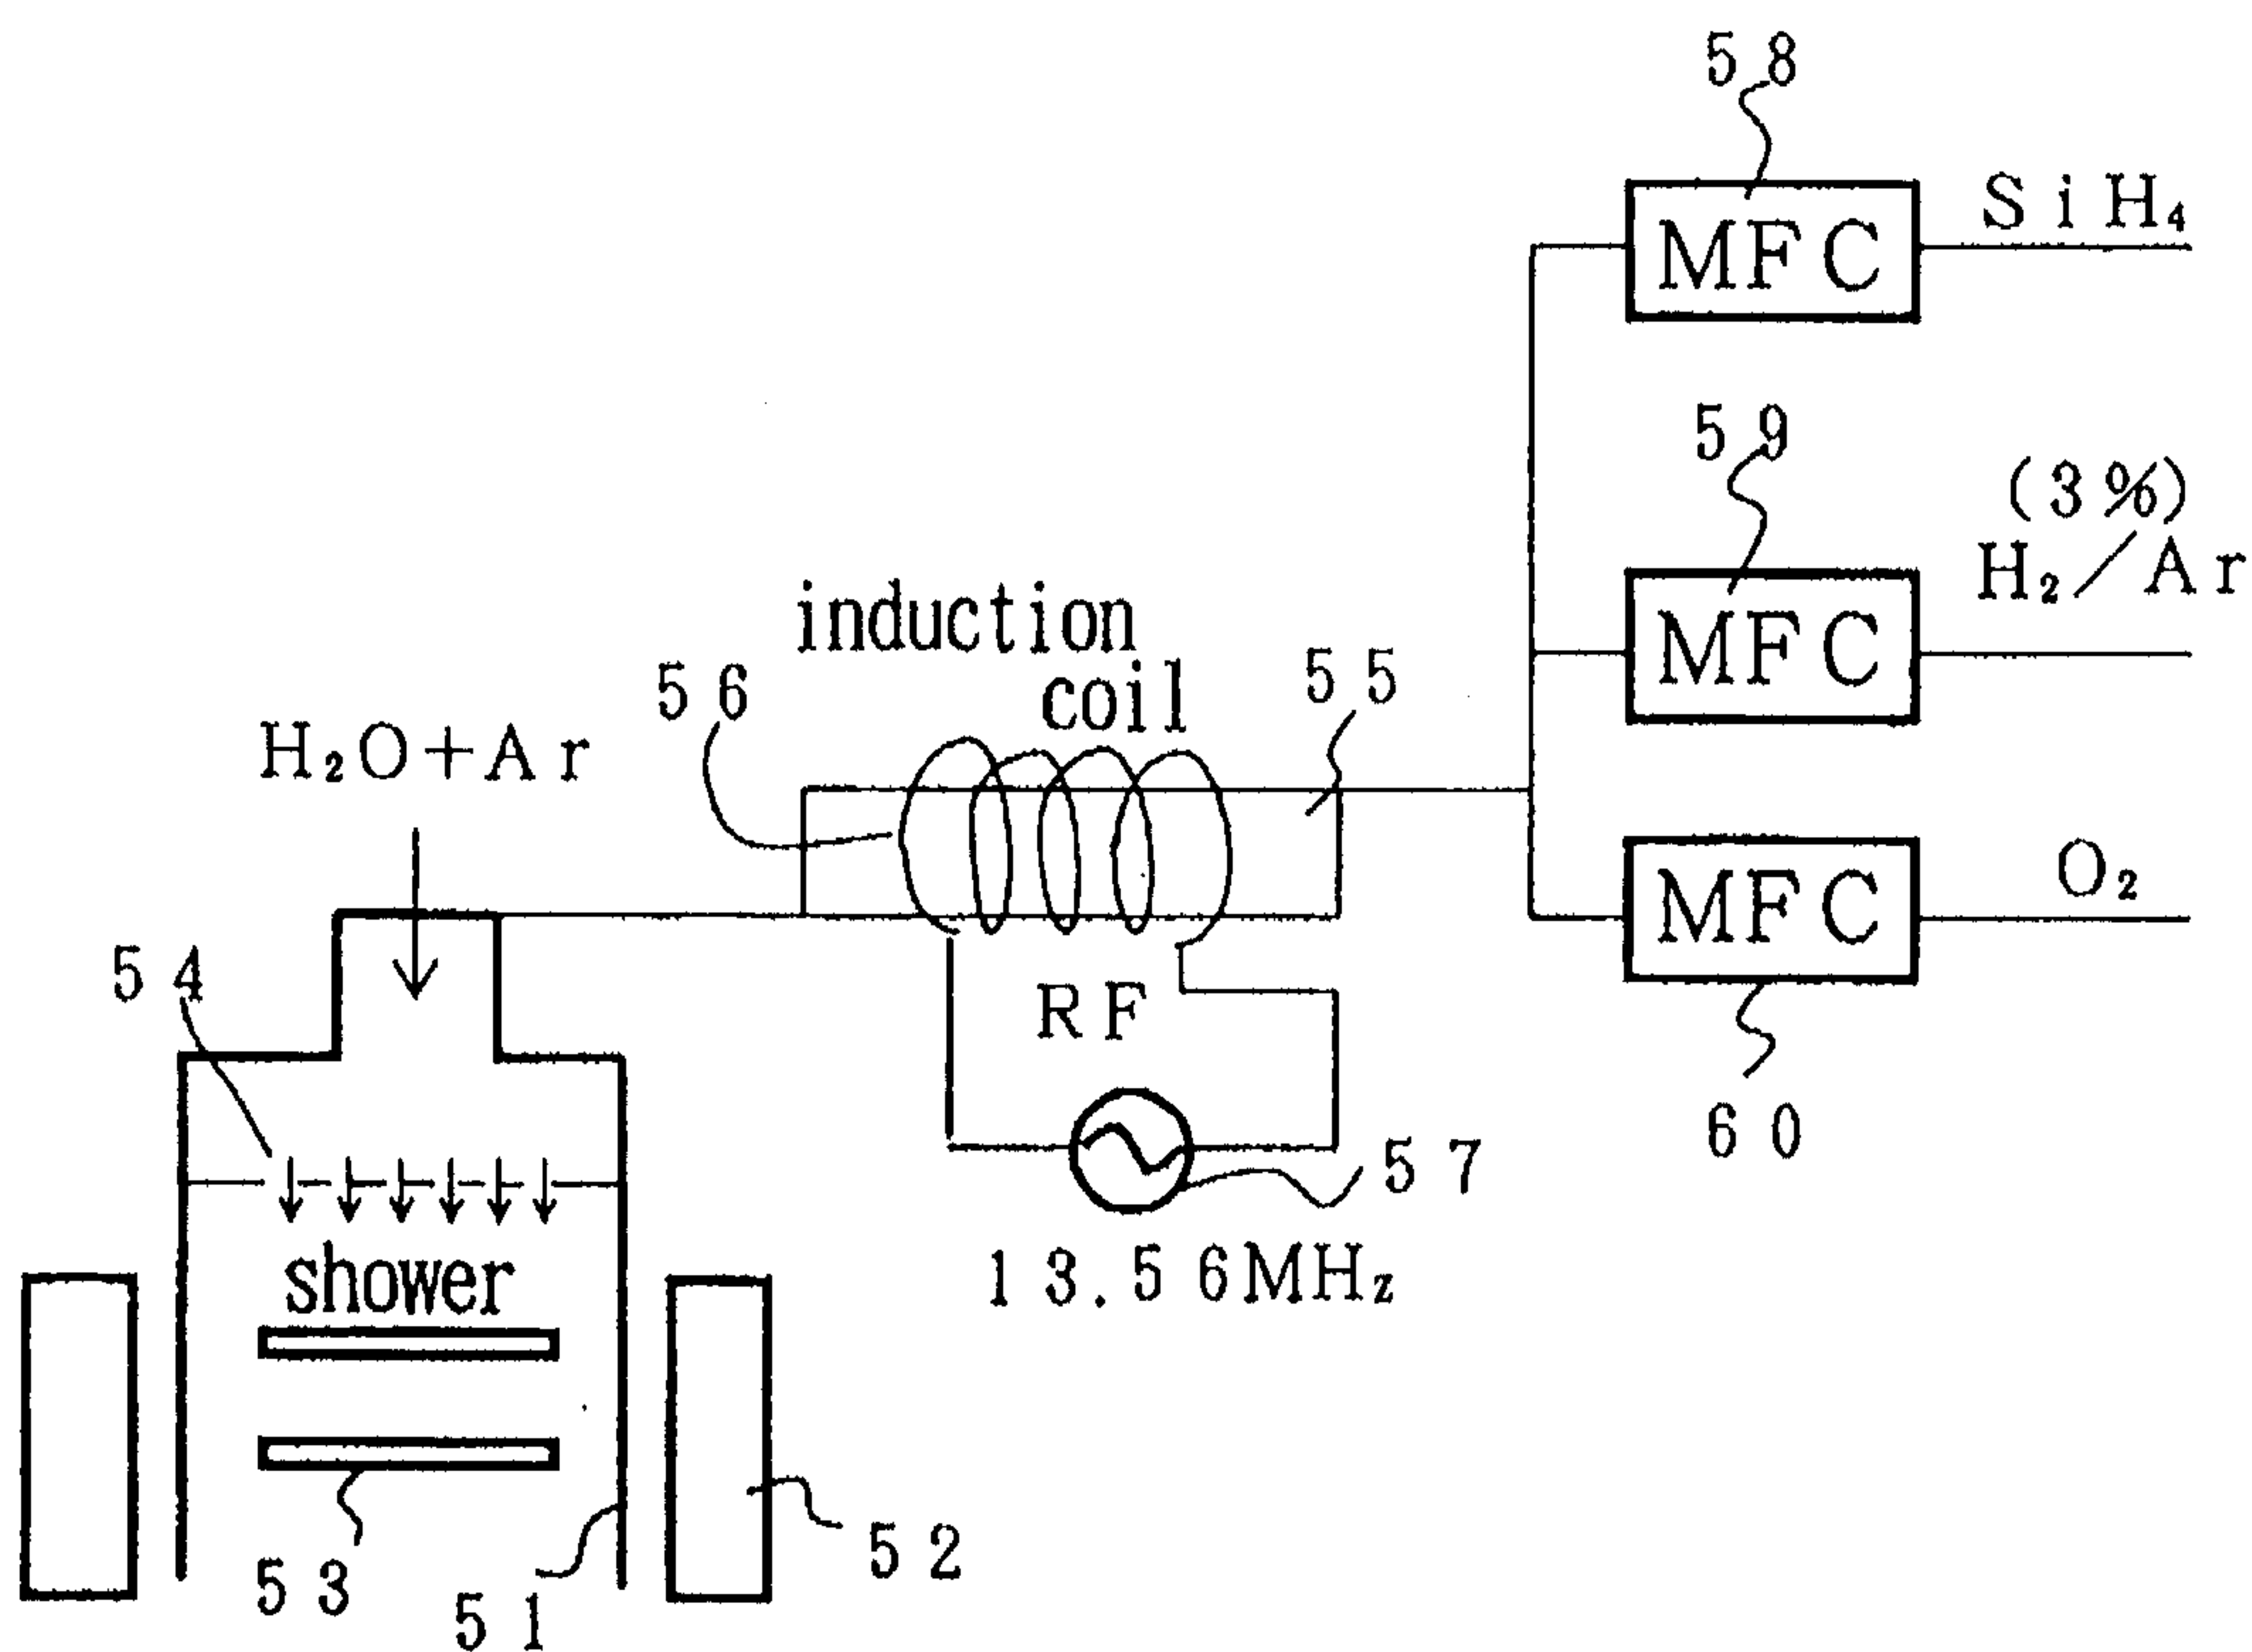 58
MFC
SiH₄
59
(3%)
MFC
H₂/Ar
induction
coil
56
55
H₂O+Ar
MFC
O₂
54
RF
60
57
shower
13.56MHz
52
53
51